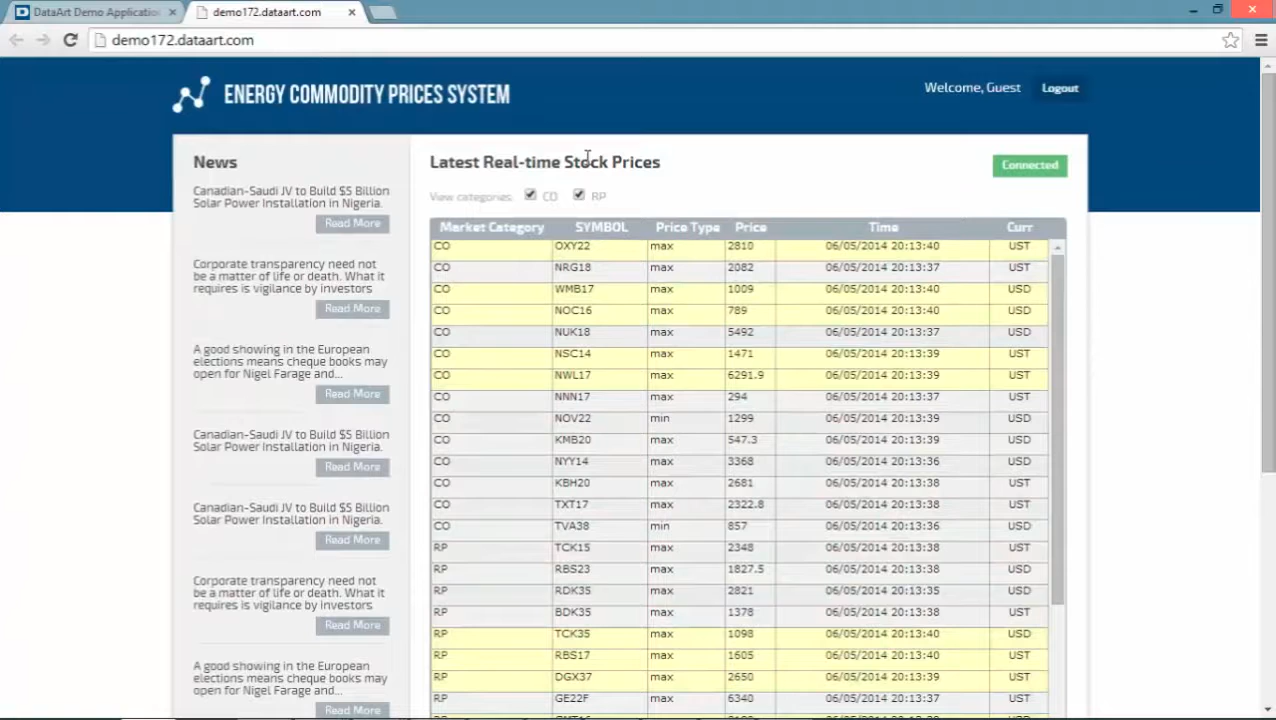 DataArt Demo Application
demo172.dataart.com
demo172.dataart.com
ENERGY COMMODITY PRICES SYSTEM
Welcome, Guest Logout
News
Canadian-Saudi JV to Build $5 Billion
Solar Power Installation in Nigeria.
Read More
Corporate transparency need not
be a matter of life or death. What it
requires is vigilance by investors
Read More
A good showing in the European
elections means cheque books may
open for Nigel Farage and...
Read More
Canadian-Saudi JV to Build $5 Billion
Solar Power Installation in Nigeria.
Read More
Canadian-Saudi JV to Build $5 Billion
Solar Power Installation in Nigeria.
Read More
Corporate transparency need not
be a matter of life or death. What it
requires is vigilance by investors
Read More
A good showing in the European
elections means cheque books may
open for Nigel Farage and...
Read More
Latest Real-time Stock Prices
Connected
View categories: CO RP
Market Category SYMBOL Price Type Price Time Curr
CO OXY22 max 2810 06/05/2014 20:13:40 UST
CO NRG18 max 2082 06/05/2014 20:13:37 UST
CO WMB17 max 1009 06/05/2014 20:13:40 USD
CO NOC16 max 789 06/05/2014 20:13:40 USD
CO NUK18 max 5492 06/05/2014 20:13:37 USD
CO NSC14 max 1471 06/05/2014 20:13:39 UST
CO NWL17 max 6291.9 06/05/2014 20:13:39 UST
CO NNN17 max 294 06/05/2014 20:13:37 UST
CO NOV22 min 1299 06/05/2014 20:13:39 USD
CO KMB20 max 547.3 06/05/2014 20:13:39 USD
CO NYY14 max 3368 06/05/2014 20:13:36 USD
CO KBH20 max 2681 06/05/2014 20:13:38 USD
CO TXT17 max 2322.8 06/05/2014 20:13:38 UST
CO TVA38 min 857 06/05/2014 20:13:36 USD
RP TCK15 max 2348 06/05/2014 20:13:38 UST
RP RBS23 max 1827.5 06/05/2014 20:13:38 USD
RP RDK35 max 2821 06/05/2014 20:13:35 UST
RP BDK35 max 1378 06/05/2014 20:13:38 UST
RP TCK35 max 1098 06/05/2014 20:13:40 USD
RP RBS17 max 1605 06/05/2014 20:13:40 UST
RP DGX37 max 2650 06/05/2014 20:13:39 UST
RP GE22F max 6340 06/05/2014 20:13:37 UST